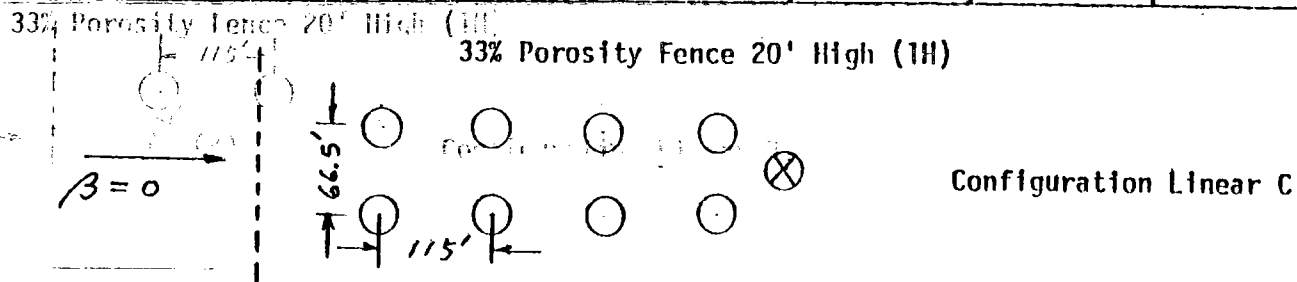 33% Porosity Fence 20' High (1H)
115'
33% Porosity Fence 20' High (1H)
66.5'
β = 0
Configuration Linear C
115'